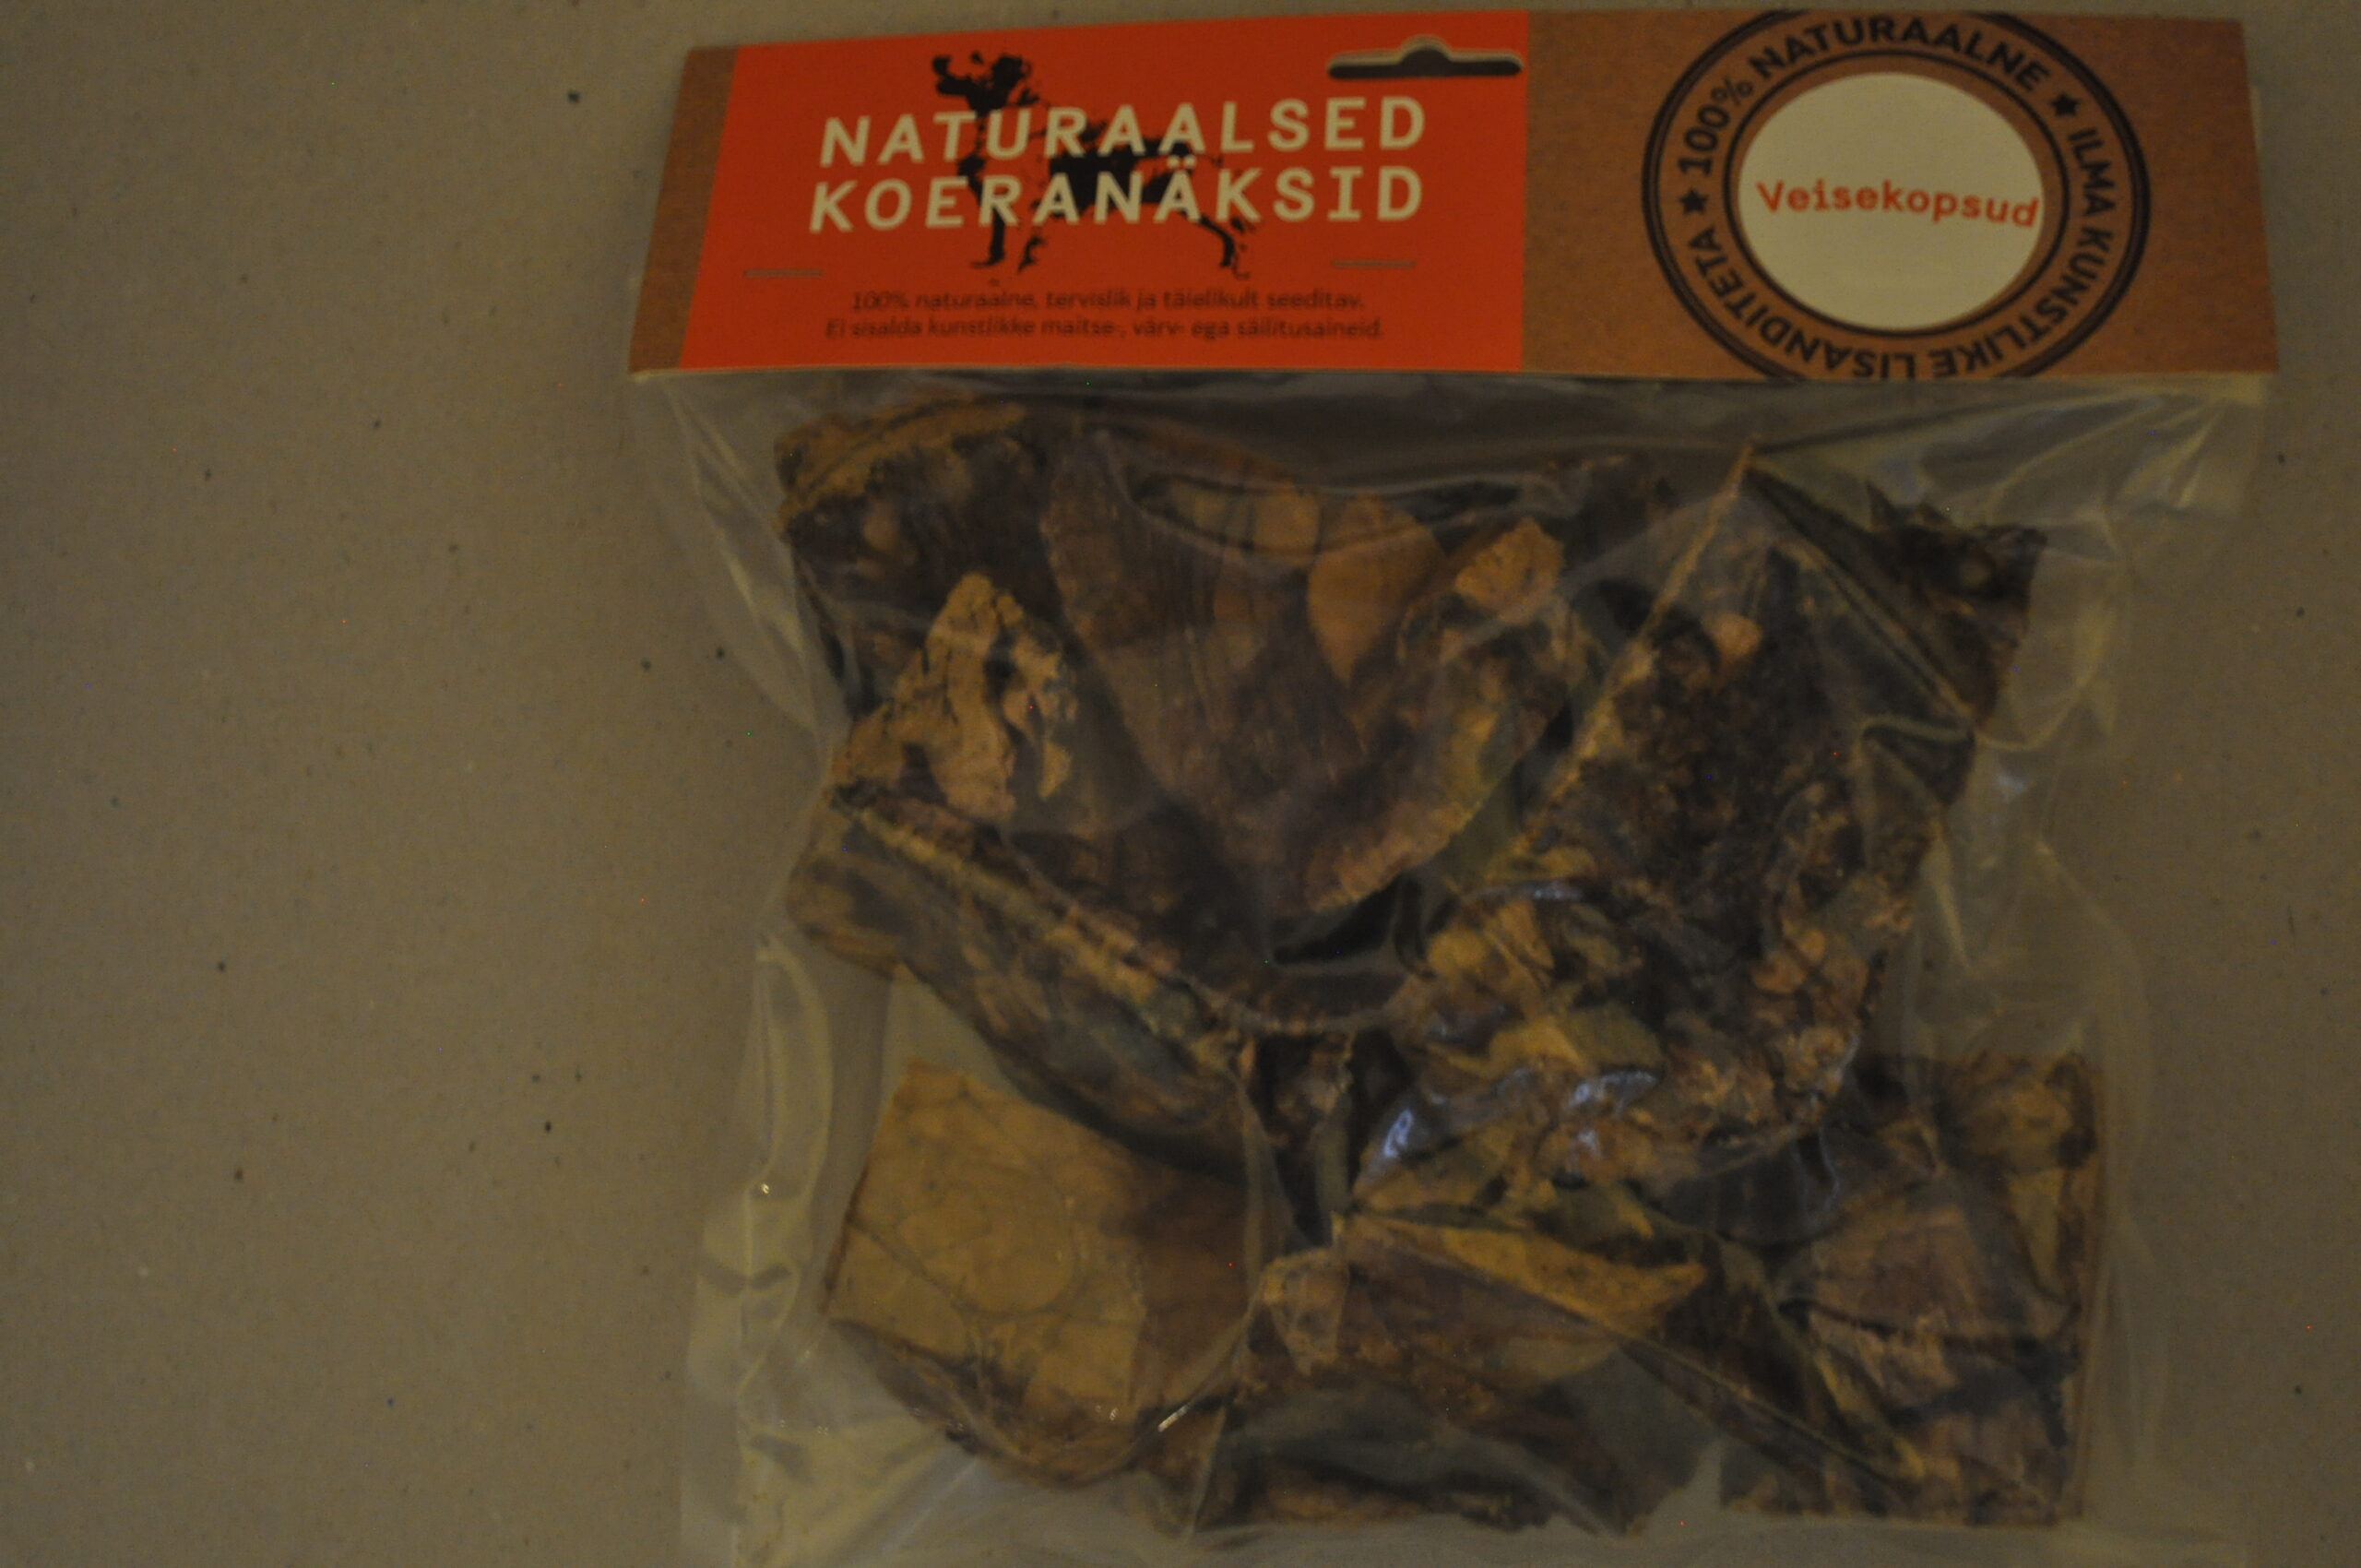 NATURAALSED
KOERANÄKSID
100% naturaalne, tervislik ja täielikult seeditav.
Ei sisalda kunstlikke maitse-, värv- ega säilitusaineid.
★ 100% NATURAALNE ★ ILMA KUNSTLIKE LISANDITETA
Veisekopsud